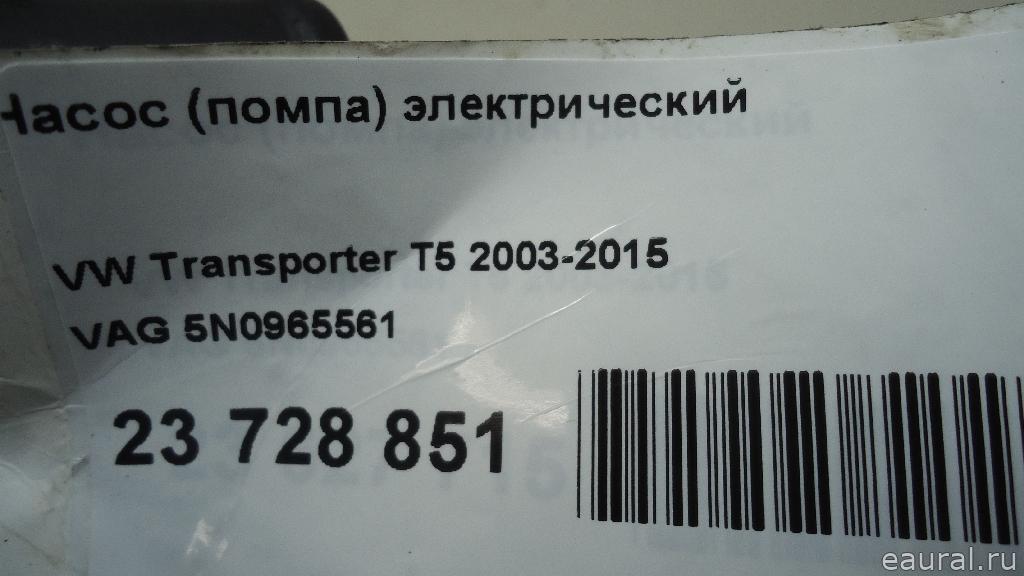 Насос (помпа) электрический
VW Transporter T5 2003-2015
VAG 5N0965561
23 728 851
eaural.ru